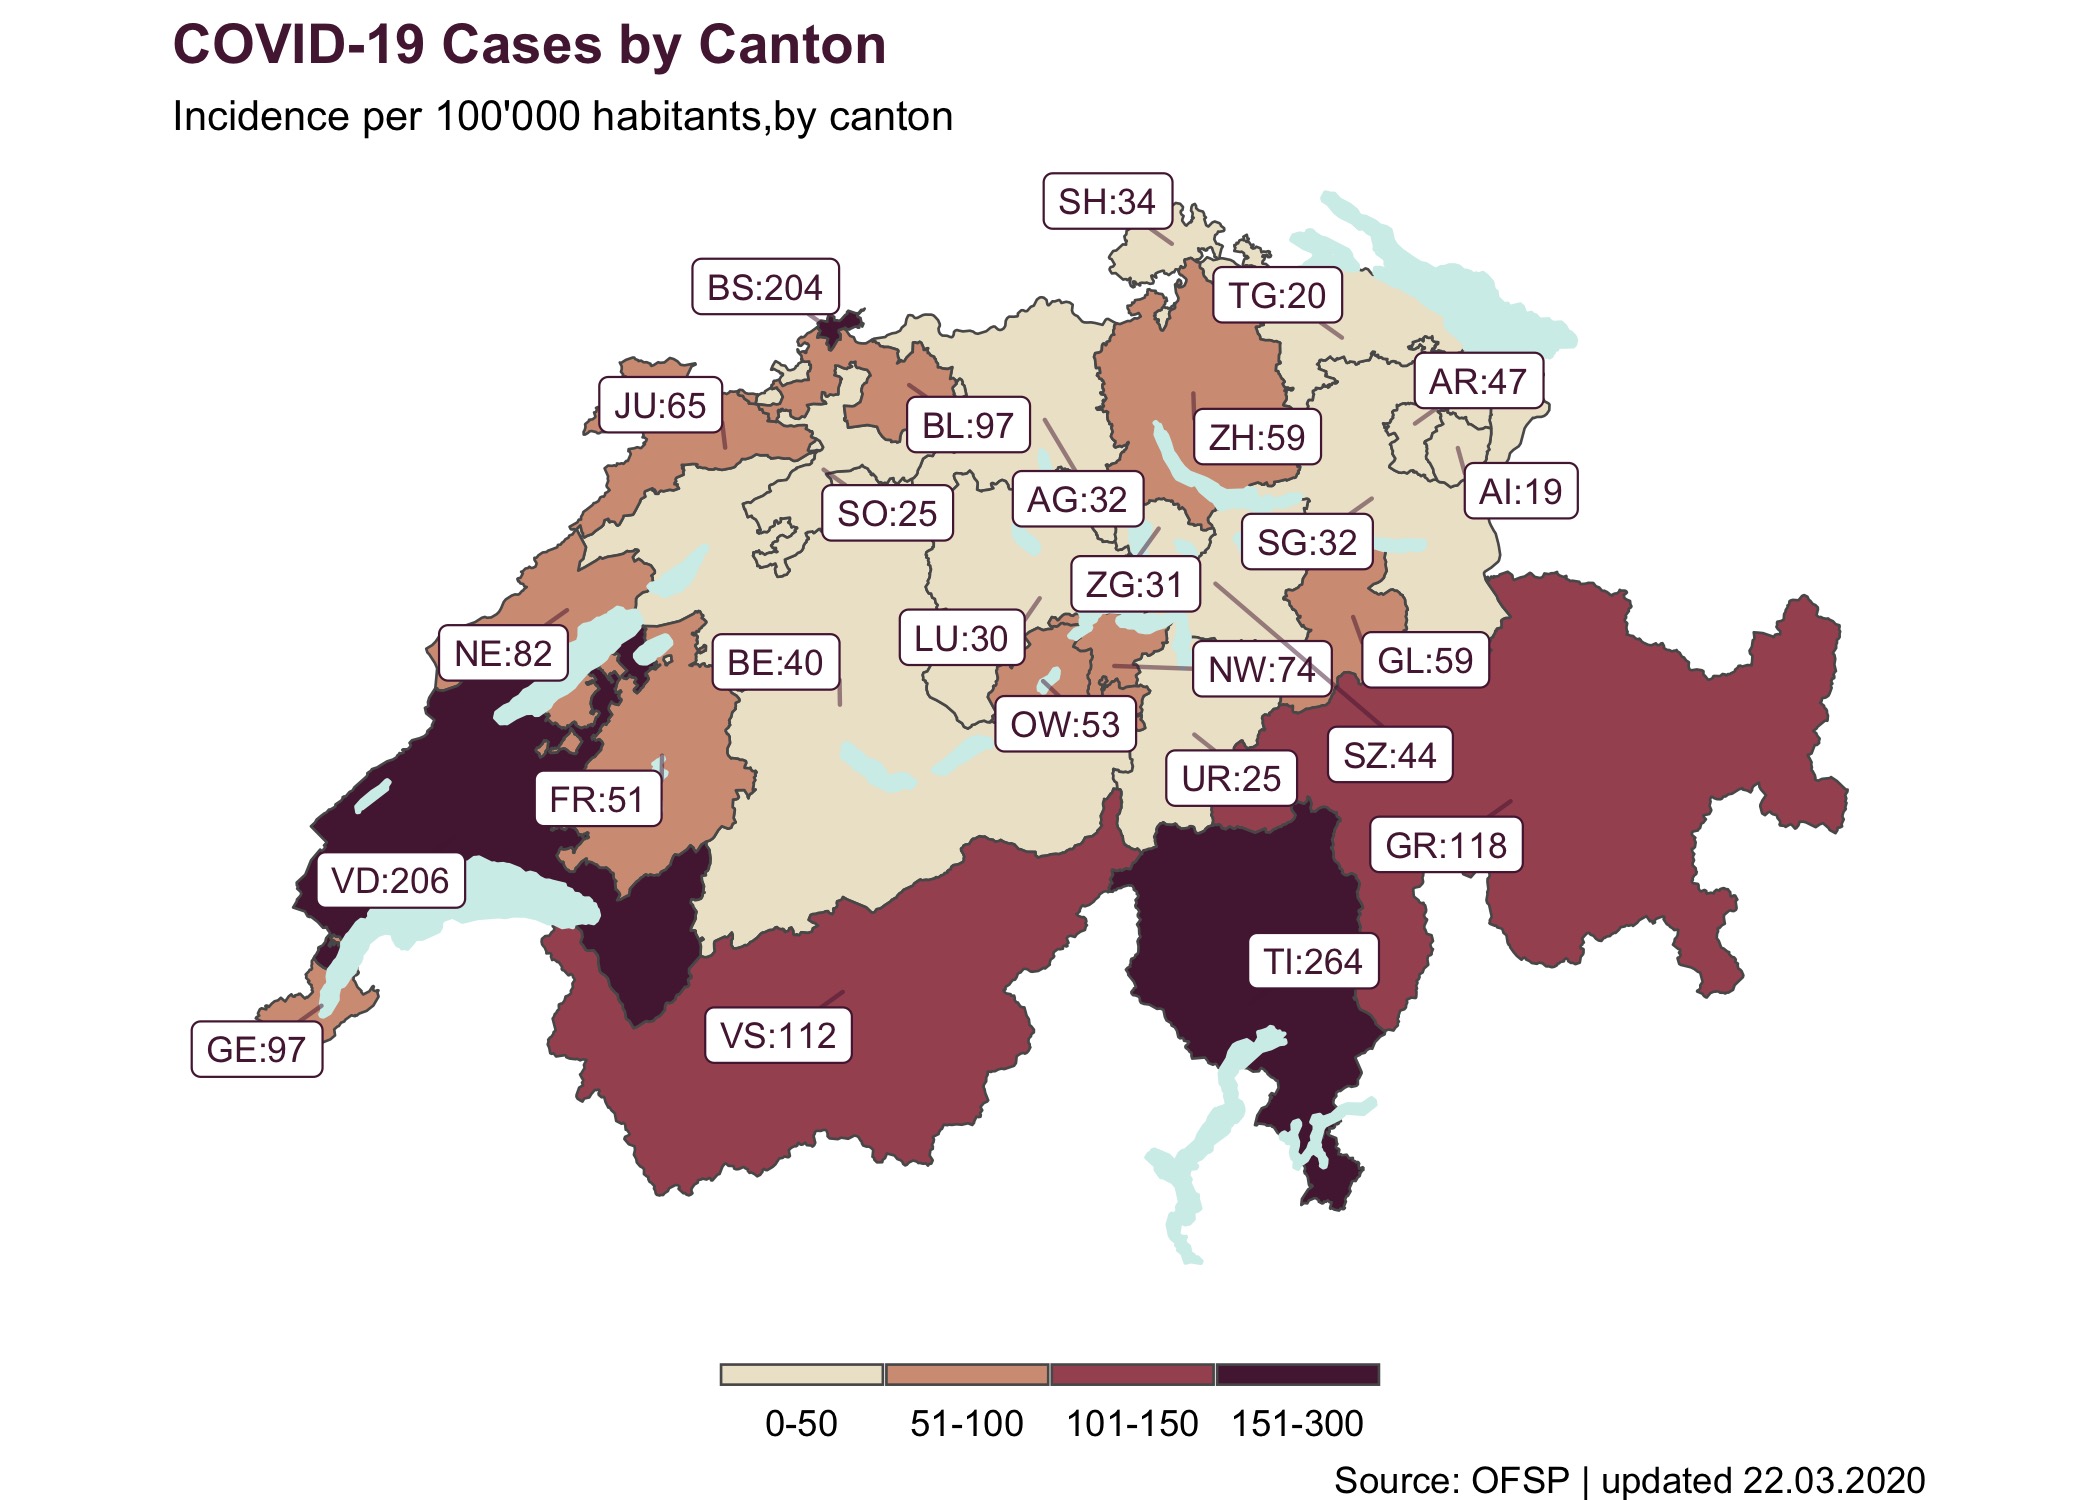 COVID-19 Cases by Canton
Incidence per 100'000 habitants,by canton
SH:34
BS:204
TG:20
AR:47
JU:65
BL:97
ZH:59
AI:19
AG:32
SO:25
SG:32
ZG:31
LU:30
NE:82
BE:40
GL:59
NW:74
OW:53
SZ:44
UR:25
FR:51
GR:118
VD:206
TI:264
VS:112
GE:97
0-50 51-100 101-150 151-300
Source: OFSP | updated 22.03.2020